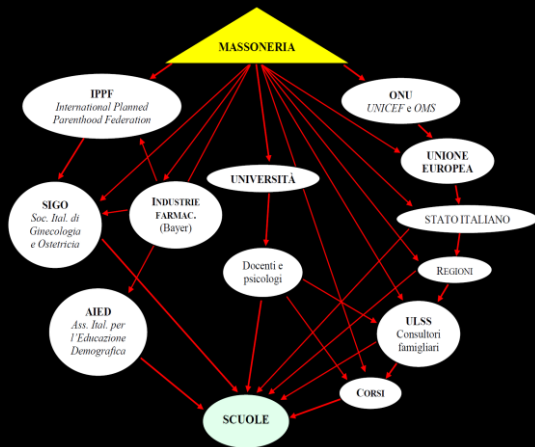 MASSONERIA
IPPF
International Planned
Parenthood Federation
ONU
UNICEF e OMS
UNIONE
EUROPEA
UNIVERSITÀ
SIGO
Soc. Ital. di
Ginecologia
e Ostetricia
INDUSTRIE
FARMAC.
(Bayer)
STATO ITALIANO
Docenti e
psicologi
REGIONI
AIED
Ass. Ital. per
l'Educazione
Demografica
ULSS
Consultori
famigliari
CORSI
SCUOLE